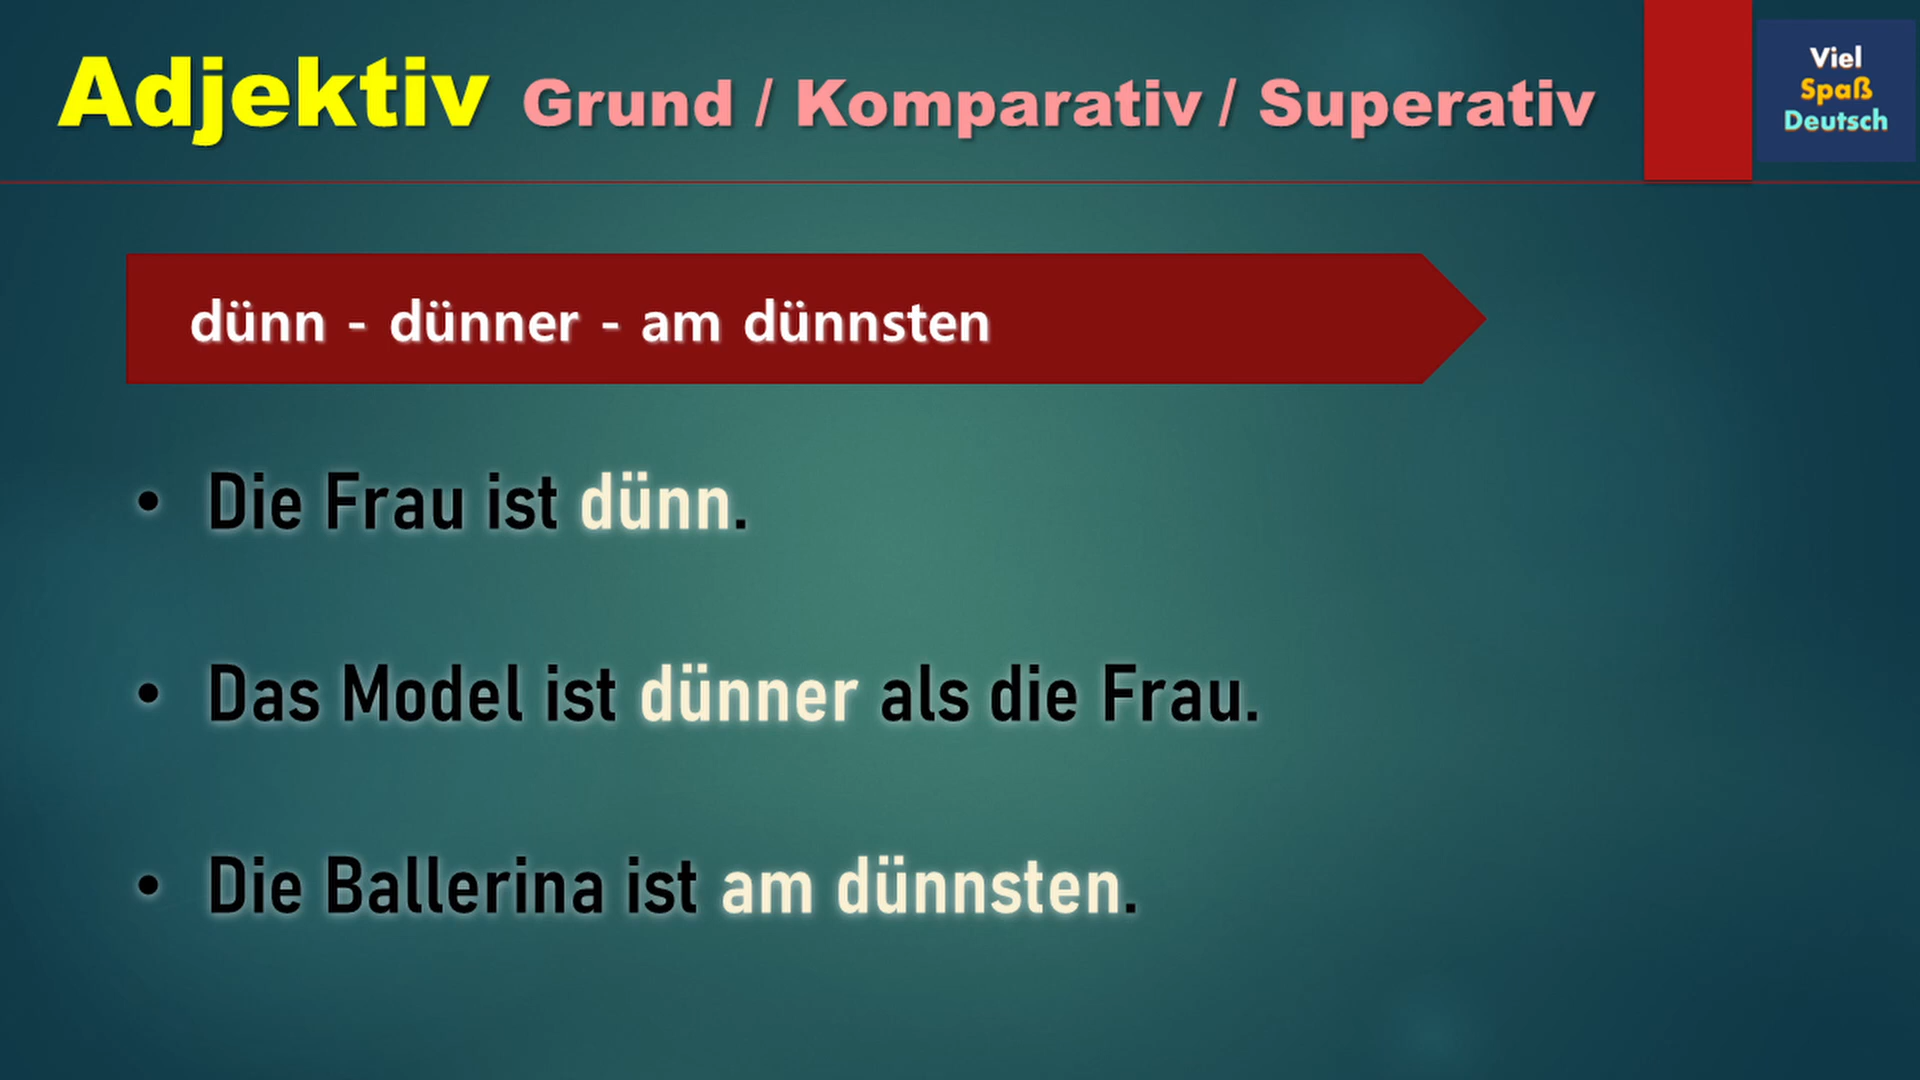 Adjektiv Grund / Komparativ / Superativ
Viel
Spaß
Deutsch
dünn - dünner - am dünnsten
• Die Frau ist dünn.
• Das Model ist dünner als die Frau.
• Die Ballerina ist am dünnsten.